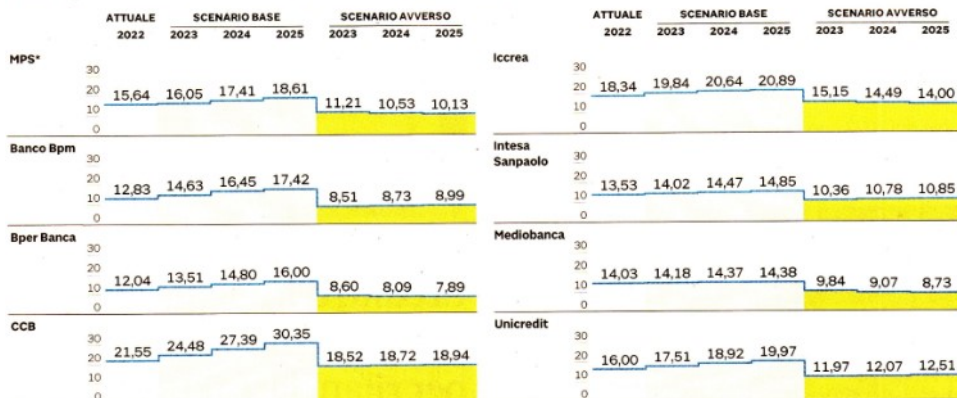 ATTUALE SCENARIO BASE SCENARIO AVVERSO
2022 2023 2024 2025 2023 2024 2025
MPS*
30
20
10
0
15,64 16,05 17,41 18,61 11,21 10,53 10,13
Banco Bpm
30
20
10
0
12,83 14,63 16,45 17,42 8,51 8,73 8,99
Bper Banca
30
20
10
0
12,04 13,51 14,80 16,00 8,60 8,09 7,89
CCB
30
20
10
0
21,55 24,48 27,39 30,35 18,52 18,72 18,94
ATTUALE SCENARIO BASE SCENARIO AVVERSO
2022 2023 2024 2025 2023 2024 2025
Iccrea
30
20
10
0
18,34 19,84 20,64 20,89 15,15 14,49 14,00
Intesa
Sanpaolo
30
20
10
0
13,53 14,02 14,47 14,85 10,36 10,78 10,85
Mediobanca
30
20
10
0
14,03 14,18 14,37 14,38 9,84 9,07 8,73
Unicredit
30
20
10
0
16,00 17,51 18,92 19,97 11,97 12,07 12,51